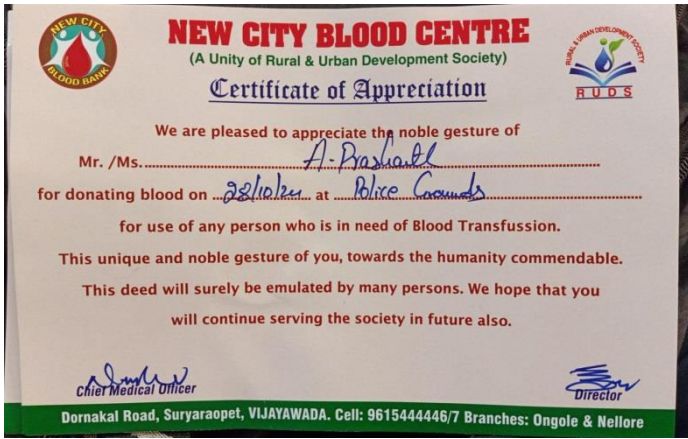 NEW CITY
BLOOD BANK
NEW CITY BLOOD CENTRE
(A Unity of Rural & Urban Development Society)
RURAL & URBAN DEVELOPMENT SOCIETY
RUDS
Certificate of Appreciation
We are pleased to appreciate the noble gesture of
Mr. /Ms. A-Prashanth
for donating blood on 28/10/24 at Police Grounds
for use of any person who is in need of Blood Transfussion.
This unique and noble gesture of you, towards the humanity commendable.
This deed will surely be emulated by many persons. We hope that you
will continue serving the society in future also.
Chief Medical Officer
Director
Dornakal Road, Suryaraopet, VIJAYAWADA. Cell: 9615444446/7 Branches: Ongole & Nellore